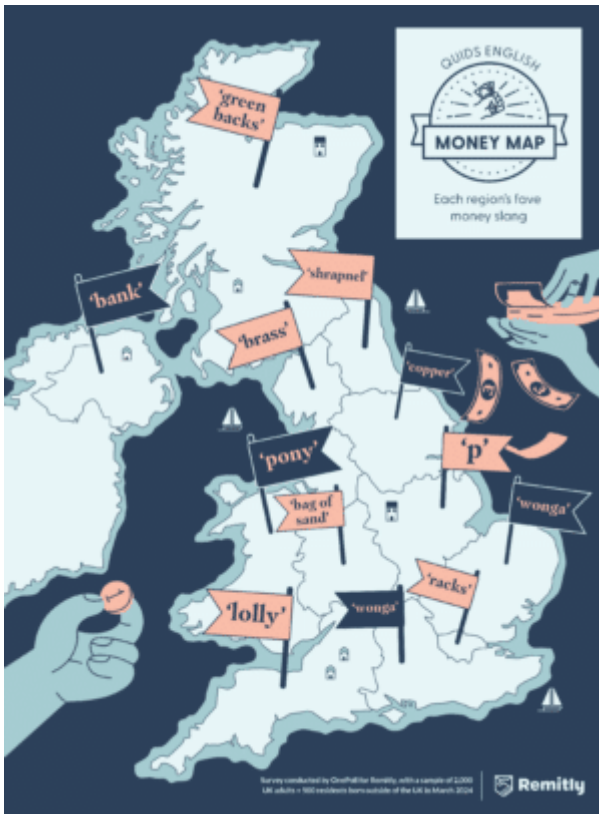 QUIDS ENGLISH
MONEY MAP
Each region's fave
money slang
'green
backs'
'shrapnel'
'bank'
'brass'
'copper'
'pony'
'p'
'bag of
sand'
'wonga'
'racks'
'lolly'
'wonga'
Survey conducted by OnePoll for Remitly, with a sample of 2,000
UK adults + 500 residents born outside of the UK in March 2024
Remitly